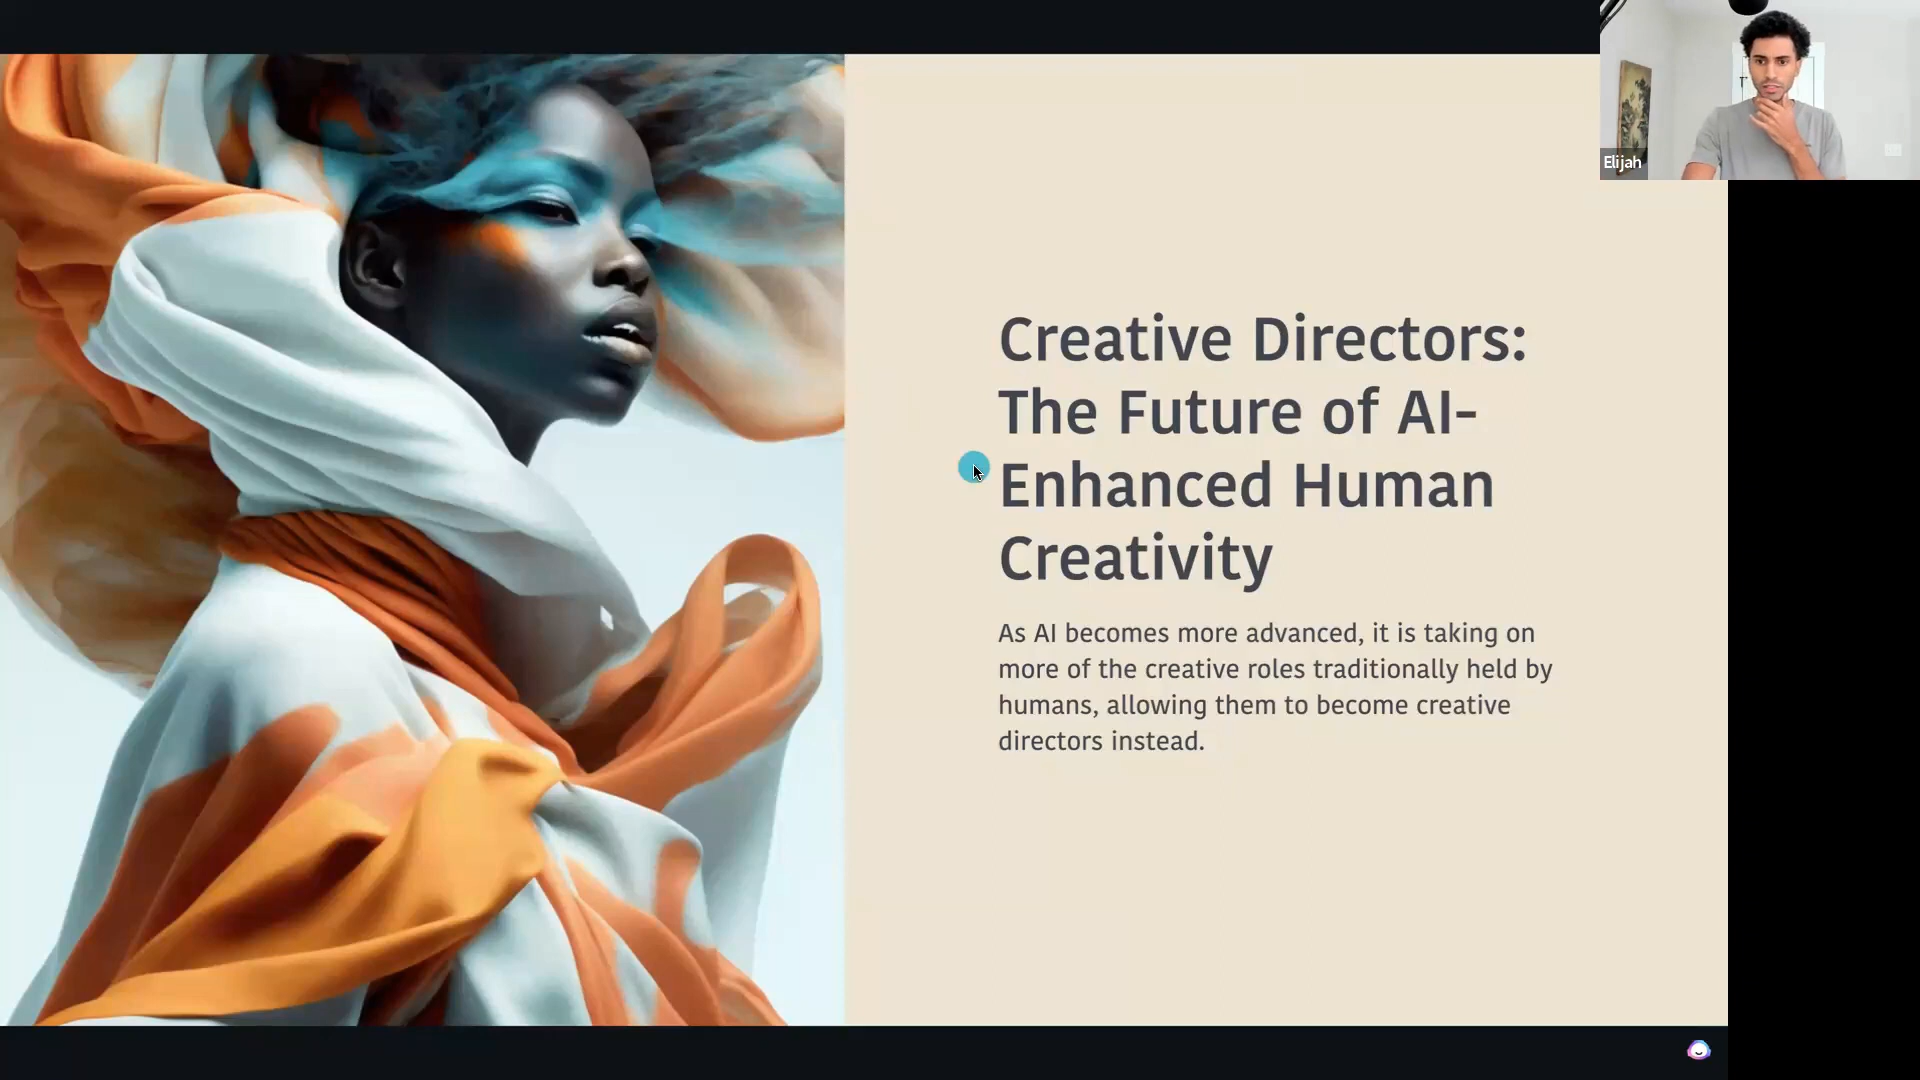 Elijah
Creative Directors:
The Future of AI-
Enhanced Human
Creativity
As AI becomes more advanced, it is taking on
more of the creative roles traditionally held by
humans, allowing them to become creative
directors instead.